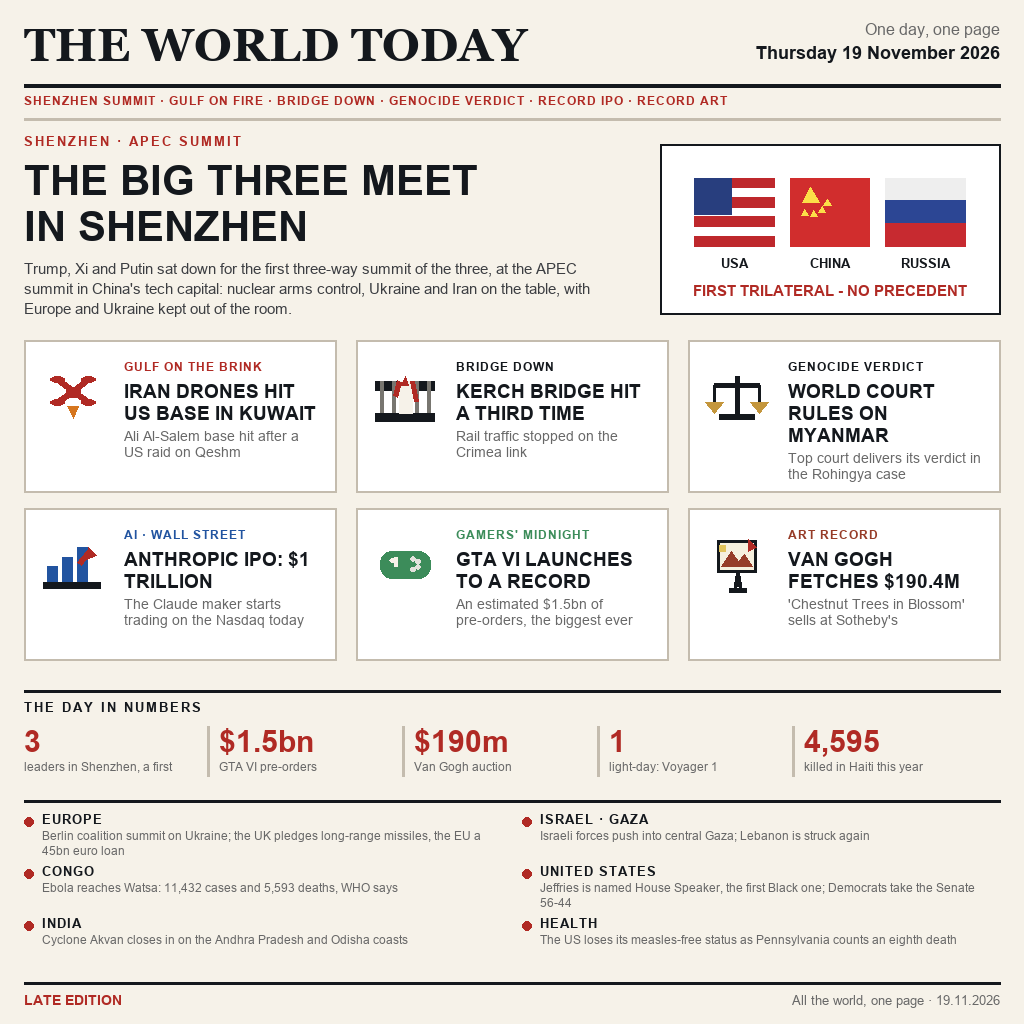 THE WORLD TODAY
One day, one page
Thursday 19 November 2026
SHENZHEN SUMMIT · GULF ON FIRE · BRIDGE DOWN · GENOCIDE VERDICT · RECORD IPO · RECORD ART
SHENZHEN · APEC SUMMIT
THE BIG THREE MEET
IN SHENZHEN
Trump, Xi and Putin sat down for the first three-way summit of the three, at the APEC
summit in China's tech capital: nuclear arms control, Ukraine and Iran on the table, with
Europe and Ukraine kept out of the room.
USA
CHINA
RUSSIA
FIRST TRILATERAL - NO PRECEDENT
GULF ON THE BRINK
IRAN DRONES HIT
US BASE IN KUWAIT
Ali Al-Salem base hit after a
US raid on Qeshm
BRIDGE DOWN
KERCH BRIDGE HIT
A THIRD TIME
Rail traffic stopped on the
Crimea link
GENOCIDE VERDICT
WORLD COURT
RULES ON
MYANMAR
Top court delivers its verdict in
the Rohingya case
AI · WALL STREET
ANTHROPIC IPO: $1
TRILLION
The Claude maker starts
trading on the Nasdaq today
GAMERS' MIDNIGHT
GTA VI LAUNCHES
TO A RECORD
An estimated $1.5bn of
pre-orders, the biggest ever
ART RECORD
VAN GOGH
FETCHES $190.4M
'Chestnut Trees in Blossom'
sells at Sotheby's
THE DAY IN NUMBERS
3
leaders in Shenzhen, a first
$1.5bn
GTA VI pre-orders
$190m
Van Gogh auction
1
light-day: Voyager 1
4,595
killed in Haiti this year
EUROPE
Berlin coalition summit on Ukraine; the UK pledges long-range missiles, the EU a
45bn euro loan
ISRAEL · GAZA
Israeli forces push into central Gaza; Lebanon is struck again
CONGO
Ebola reaches Watsa: 11,432 cases and 5,593 deaths, WHO says
UNITED STATES
Jeffries is named House Speaker, the first Black one; Democrats take the Senate
56-44
INDIA
Cyclone Akvan closes in on the Andhra Pradesh and Odisha coasts
HEALTH
The US loses its measles-free status as Pennsylvania counts an eighth death
LATE EDITION
All the world, one page · 19.11.2026